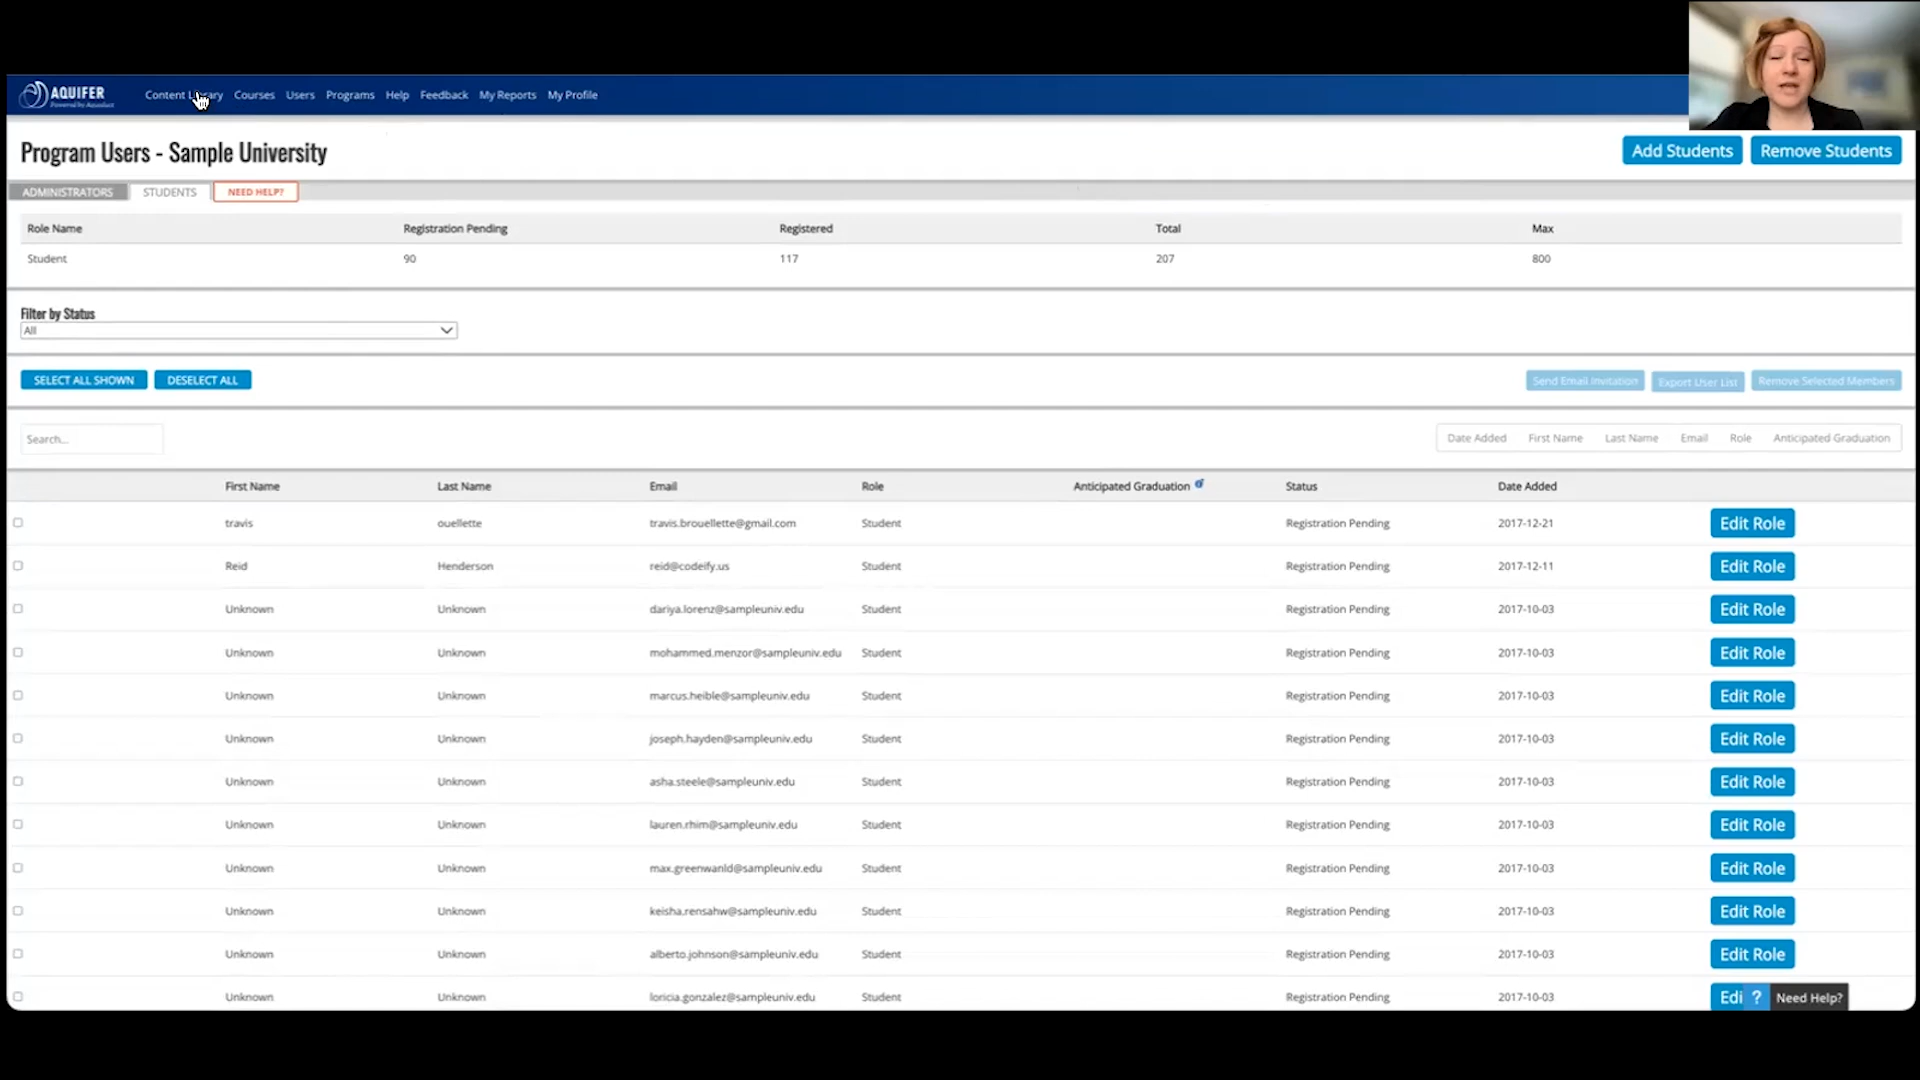 AQUIFER
Powered by Aquaduct
Content Library Courses Users Programs Help Feedback My Reports My Profile
Program Users - Sample University
Add Students Remove Students
ADMINISTRATORS STUDENTS NEED HELP?
Role Name Registration Pending Registered Total Max
Student 90 117 207 800
Filter by Status
All
SELECT ALL SHOWN DESELECT ALL Send Email Invitation Export User List Remove Selected Members
Search... Date Added First Name Last Name Email Role Anticipated Graduation
First Name Last Name Email Role Anticipated Graduation Status Date Added
travis ouellette travis.brouellette@gmail.com Student Registration Pending 2017-12-21 Edit Role
Reid Henderson reid@codeify.us Student Registration Pending 2017-12-11 Edit Role
Unknown Unknown dariya.lorenz@sampleuniv.edu Student Registration Pending 2017-10-03 Edit Role
Unknown Unknown mohammed.menzor@sampleuniv.edu Student Registration Pending 2017-10-03 Edit Role
Unknown Unknown marcus.heible@sampleuniv.edu Student Registration Pending 2017-10-03 Edit Role
Unknown Unknown joseph.hayden@sampleuniv.edu Student Registration Pending 2017-10-03 Edit Role
Unknown Unknown asha.steele@sampleuniv.edu Student Registration Pending 2017-10-03 Edit Role
Unknown Unknown lauren.rhim@sampleuniv.edu Student Registration Pending 2017-10-03 Edit Role
Unknown Unknown max.greenwanld@sampleuniv.edu Student Registration Pending 2017-10-03 Edit Role
Unknown Unknown keisha.rensahw@sampleuniv.edu Student Registration Pending 2017-10-03 Edit Role
Unknown Unknown alberto.johnson@sampleuniv.edu Student Registration Pending 2017-10-03 Edit Role
Unknown Unknown loricia.gonzalez@sampleuniv.edu Student Registration Pending 2017-10-03 Edi ? Need Help?